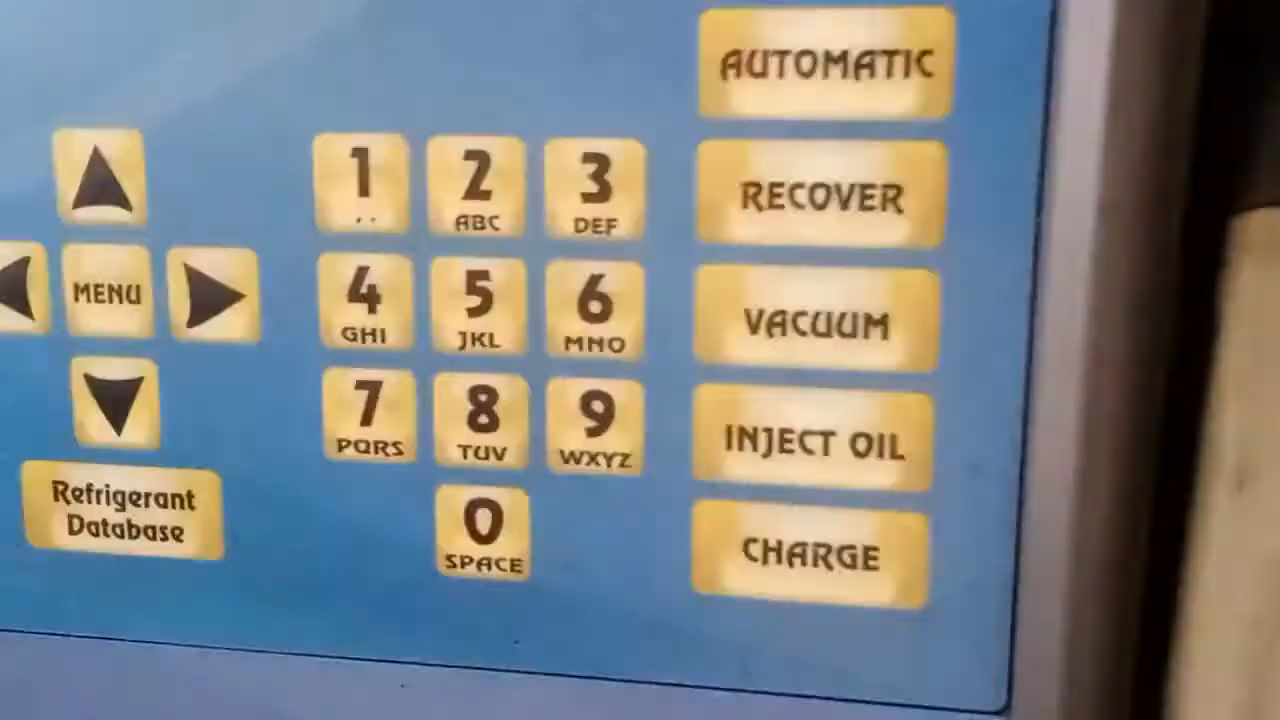 AUTOMATIC
1
..
2
ABC
3
DEF
RECOVER
MENU
4
GHI
5
JKL
6
MNO
VACUUM
7
PQRS
8
TUV
9
WXYZ
INJECT OIL
Refrigerant
Database
0
SPACE
CHARGE